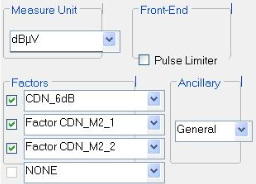 Measure Unit
Front-End
dBµV
Pulse Limiter
Factors
Ancillary
CDN_6dB
Factor CDN_M2_1
General
Factor CDN_M2_2
NONE